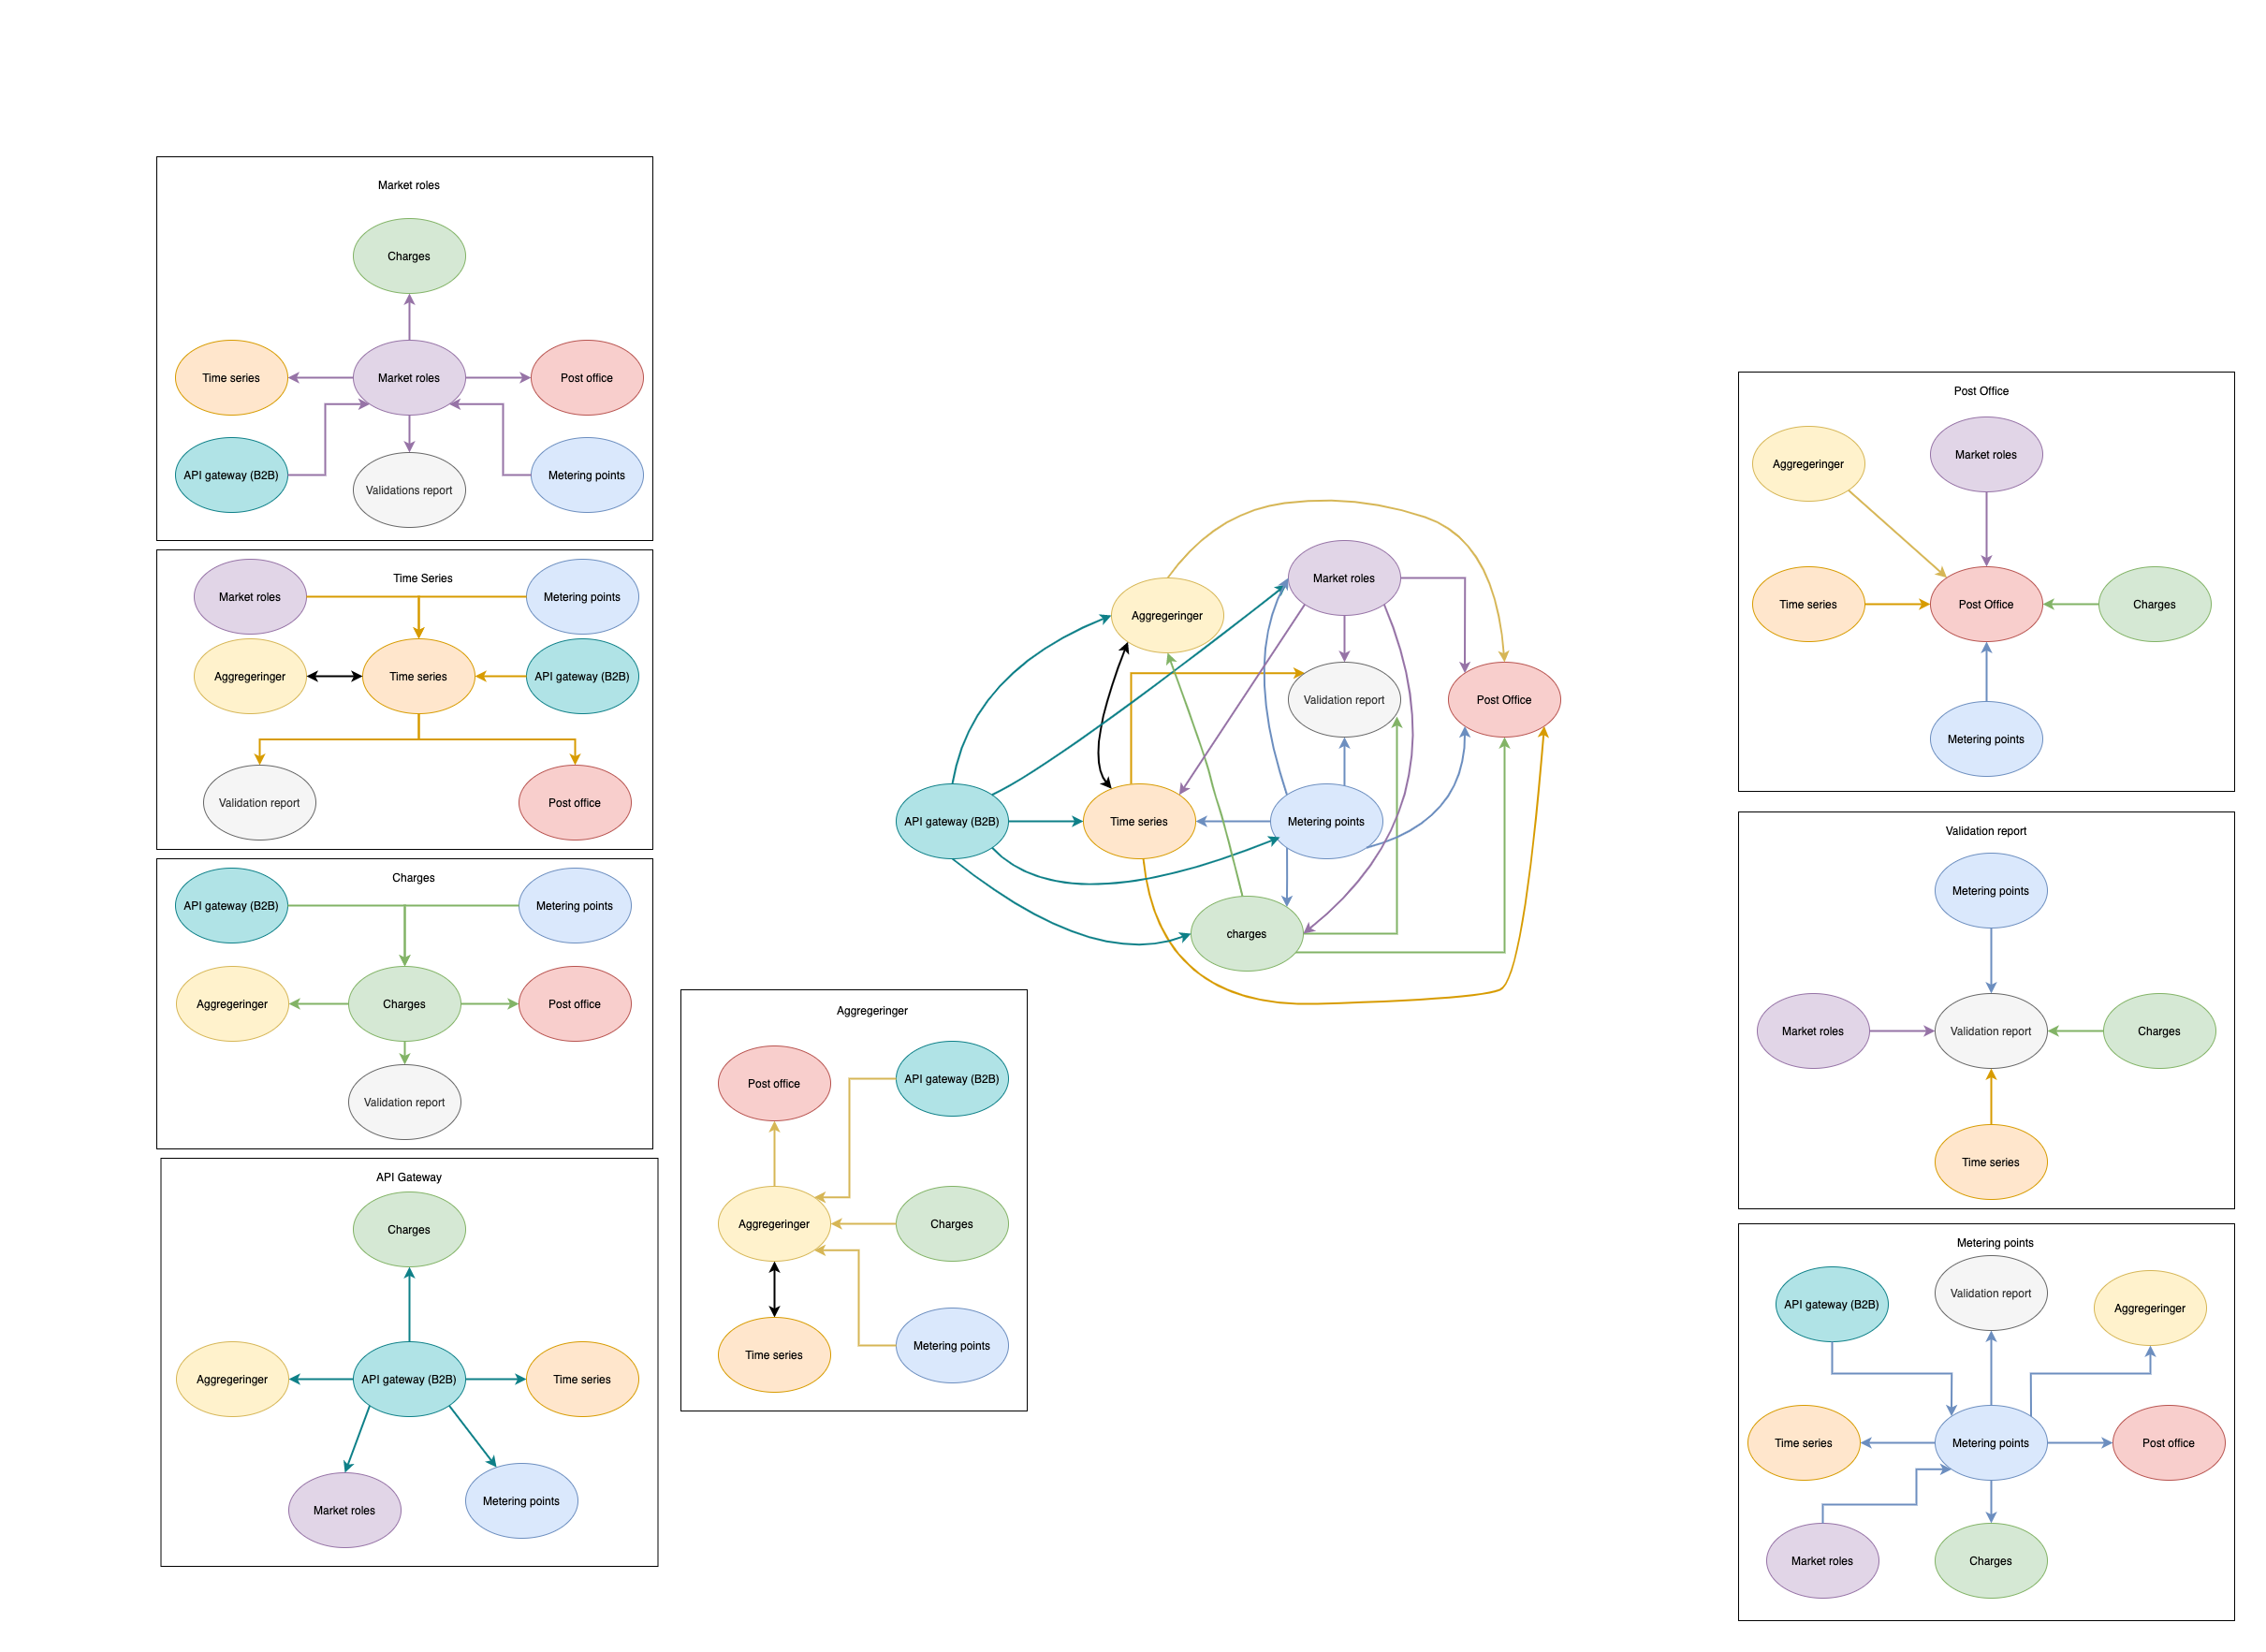 Market roles
Charges
Time series
Market roles
Post office
API gateway (B2B)
Validations report
Metering points
Market roles
Time Series
Metering points
Aggregeringer
Time series
API gateway (B2B)
Validation report
Post office
Charges
API gateway (B2B)
Metering points
Aggregeringer
Charges
Post office
Validation report
API Gateway
Charges
Aggregeringer
API gateway (B2B)
Time series
Market roles
Metering points
Aggregeringer
Post office
API gateway (B2B)
Aggregeringer
Charges
Time series
Metering points
Market roles
Aggregeringer
Validation report
Post Office
API gateway (B2B)
Time series
Metering points
charges
Post Office
Market roles
Aggregeringer
Time series
Post Office
Charges
Metering points
Validation report
Metering points
Market roles
Validation report
Charges
Time series
Metering points
API gateway (B2B)
Validation report
Aggregeringer
Time series
Metering points
Post office
Market roles
Charges